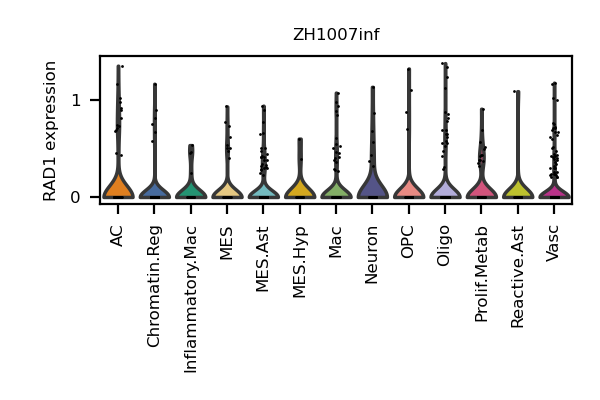 ZH1007inf
RAD1 expression
1
0
AC
Chromatin.Reg
Inflammatory.Mac
MES
MES.Ast
MES.Hyp
Mac
Neuron
OPC
Oligo
Prolif.Metab
Reactive.Ast
Vasc